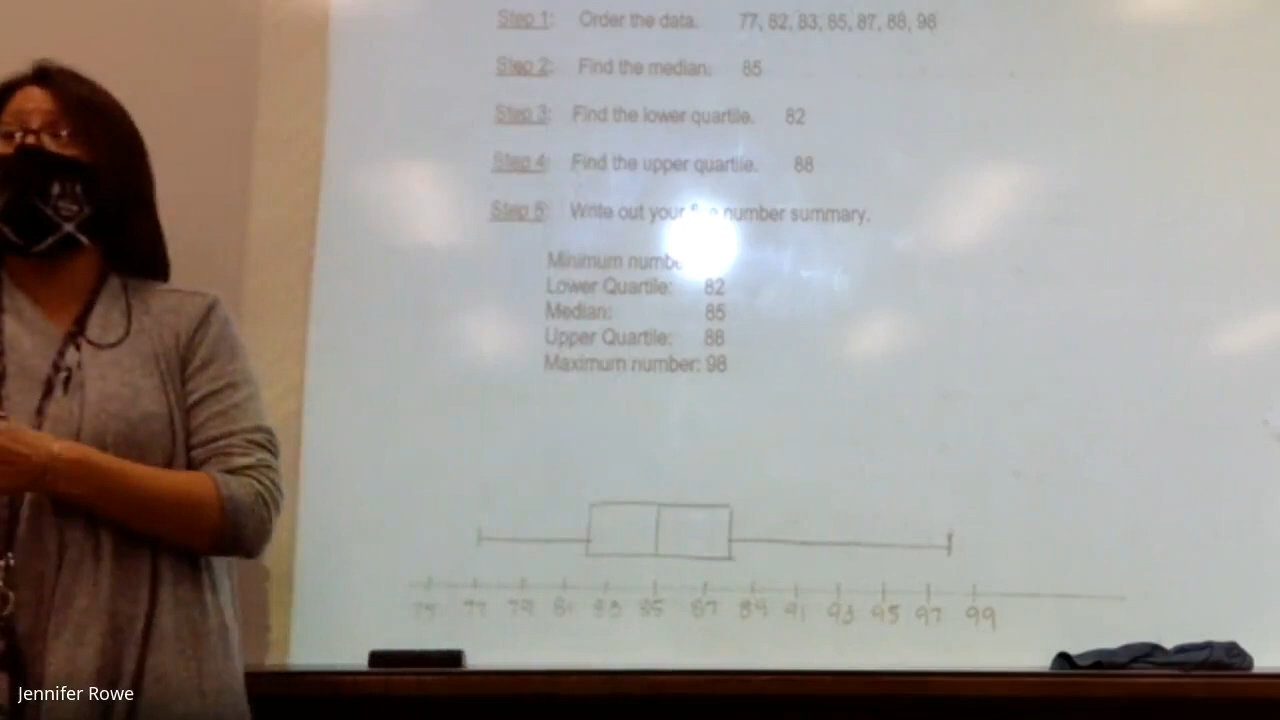 Step 1: Order the data. 77, 82, 83, 85, 87, 88, 98
Step 2: Find the median. 85
Step 3: Find the lower quartile. 82
Step 4: Find the upper quartile. 88
Step 5: Write out your number summary.
Minimum
Lower Quartile: 82
Median: 85
Upper Quartile: 88
Maximum number: 98
75 77 79 81 83 85 87 89 91 93 95 97 99
Jennifer Rowe